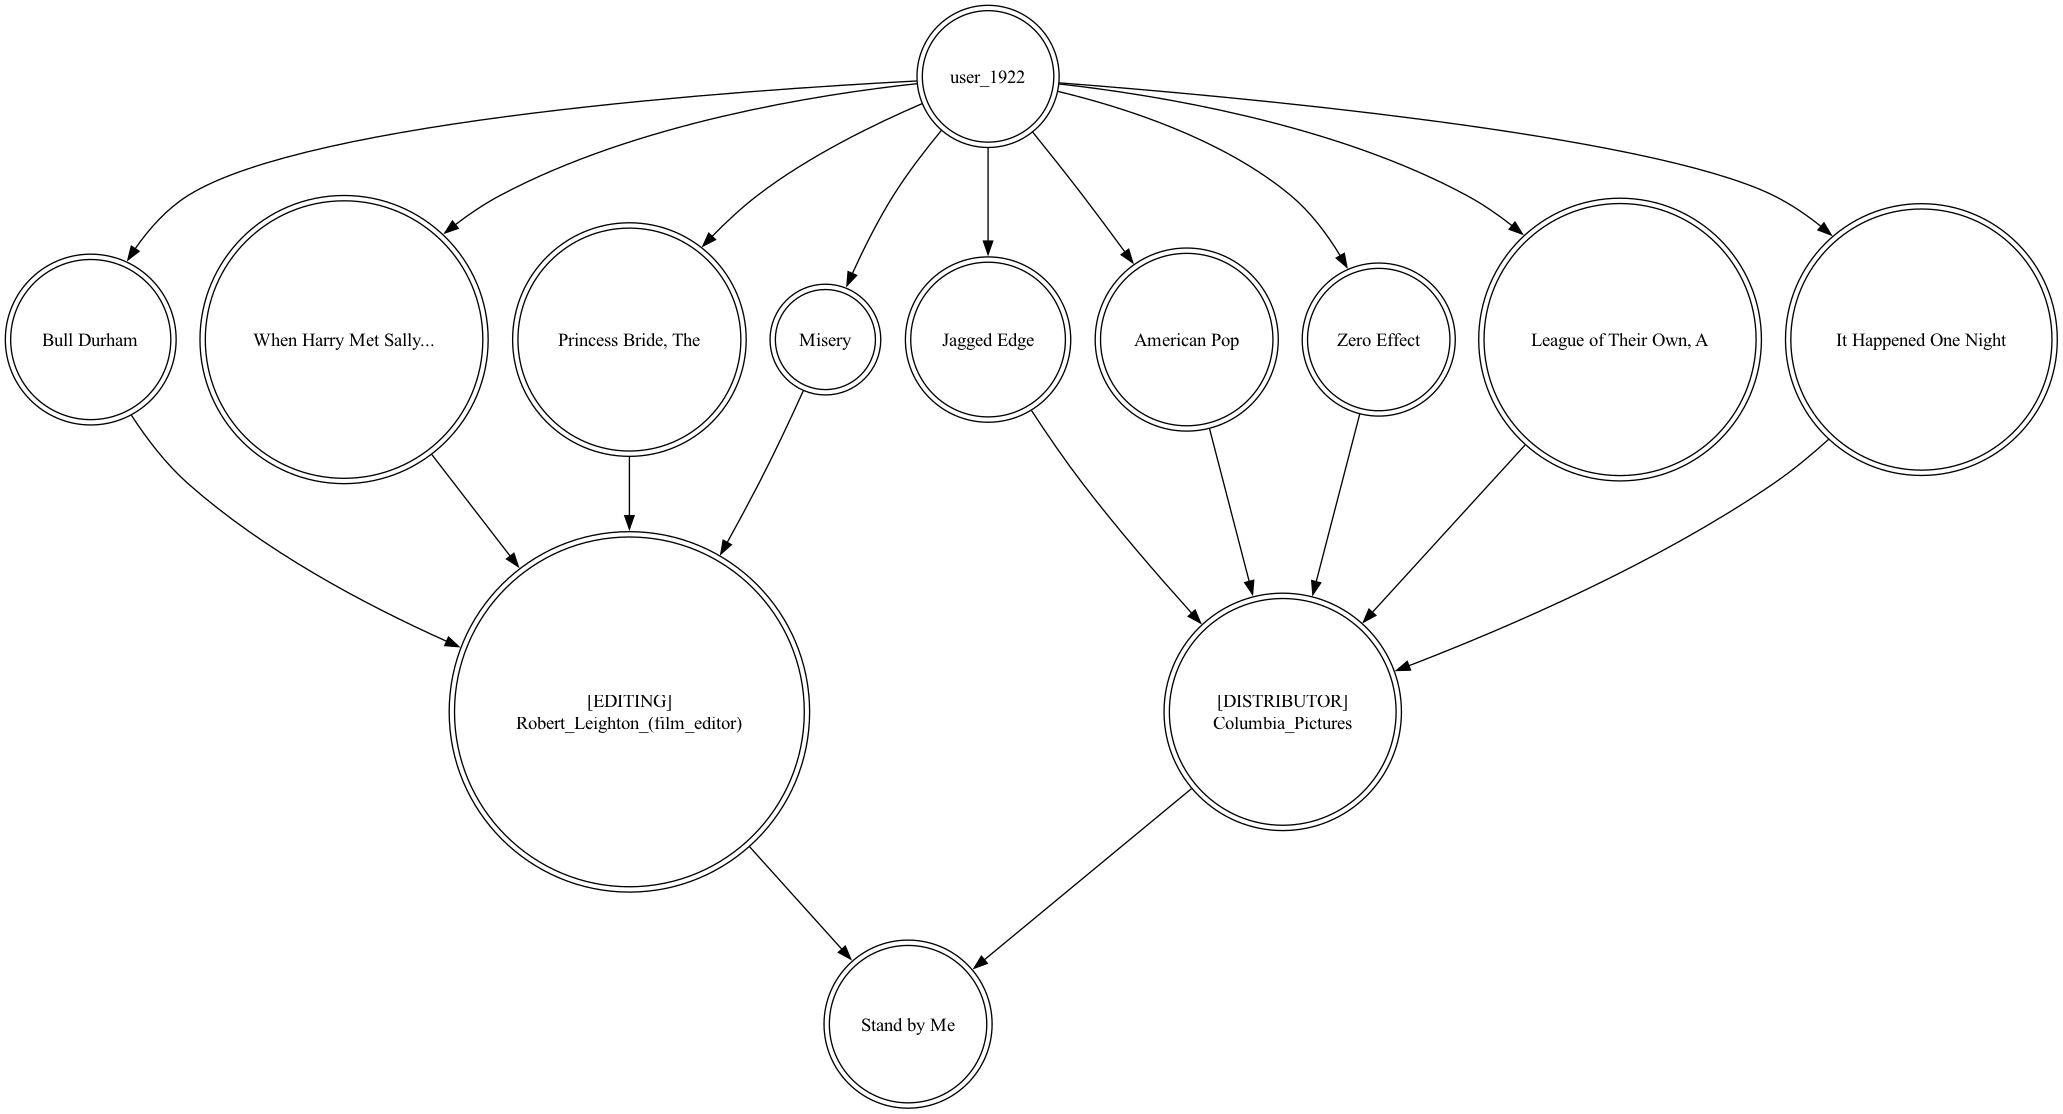 user_1922
Bull Durham
When Harry Met Sally...
Princess Bride, The
Misery
Jagged Edge
American Pop
Zero Effect
League of Their Own, A
It Happened One Night
[EDITING]
Robert_Leighton_(film_editor)
[DISTRIBUTOR]
Columbia_Pictures
Stand by Me